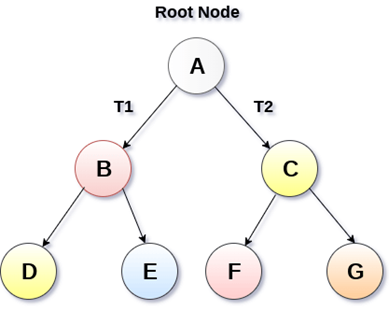 Root Node
A
T1 T2
B C
D E F G